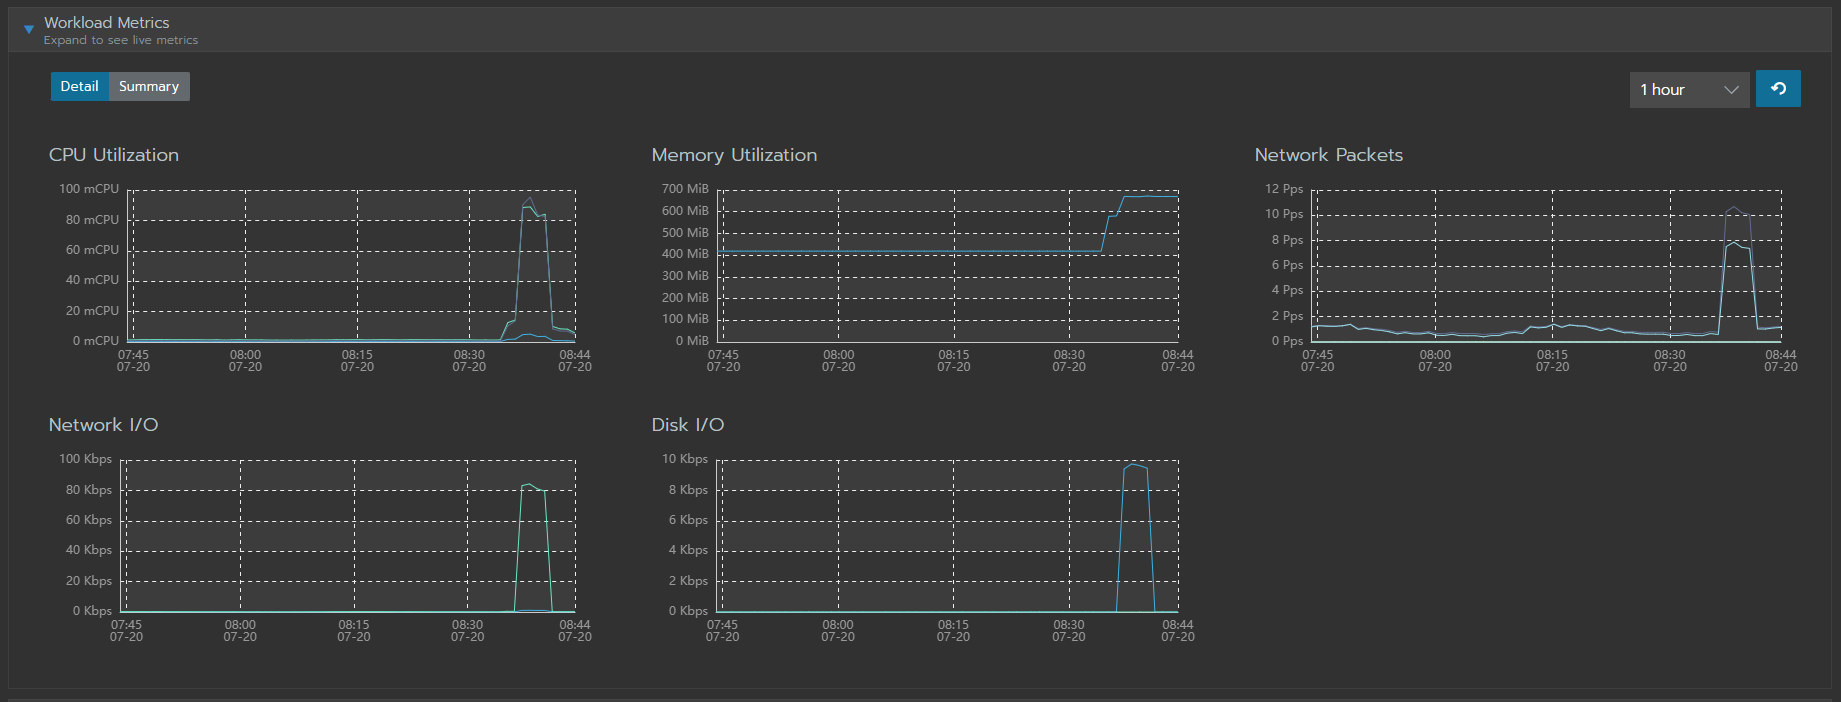 Workload Metrics
Expand to see live metrics
Detail
Summary
1 hour
CPU Utilization
100 mCPU
80 mCPU
60 mCPU
40 mCPU
20 mCPU
0 mCPU
07:45 08:00 08:15 08:30 08:44
07-20 07-20 07-20 07-20 07-20
Memory Utilization
700 MiB
600 MiB
500 MiB
400 MiB
300 MiB
200 MiB
100 MiB
0 MiB
07:45 08:00 08:15 08:30 08:44
07-20 07-20 07-20 07-20 07-20
Network Packets
12 Pps
10 Pps
8 Pps
6 Pps
4 Pps
2 Pps
0 Pps
07:45 08:00 08:15 08:30 08:44
07-20 07-20 07-20 07-20 07-20
Network I/O
100 Kbps
80 Kbps
60 Kbps
40 Kbps
20 Kbps
0 Kbps
07:45 08:00 08:15 08:30 08:44
07-20 07-20 07-20 07-20 07-20
Disk I/O
10 Kbps
8 Kbps
6 Kbps
4 Kbps
2 Kbps
0 Kbps
07:45 08:00 08:15 08:30 08:44
07-20 07-20 07-20 07-20 07-20